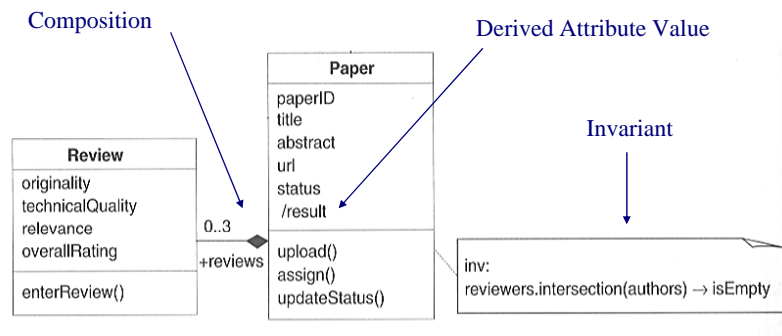 Composition
Derived Attribute Value
Invariant
Paper
paperID
title
abstract
url
status
/result
upload()
assign()
updateStatus()
Review
originality
technicalQuality
relevance
overallRating
enterReview()
0..3
+reviews
inv:
reviewers.intersection(authors) → isEmpty